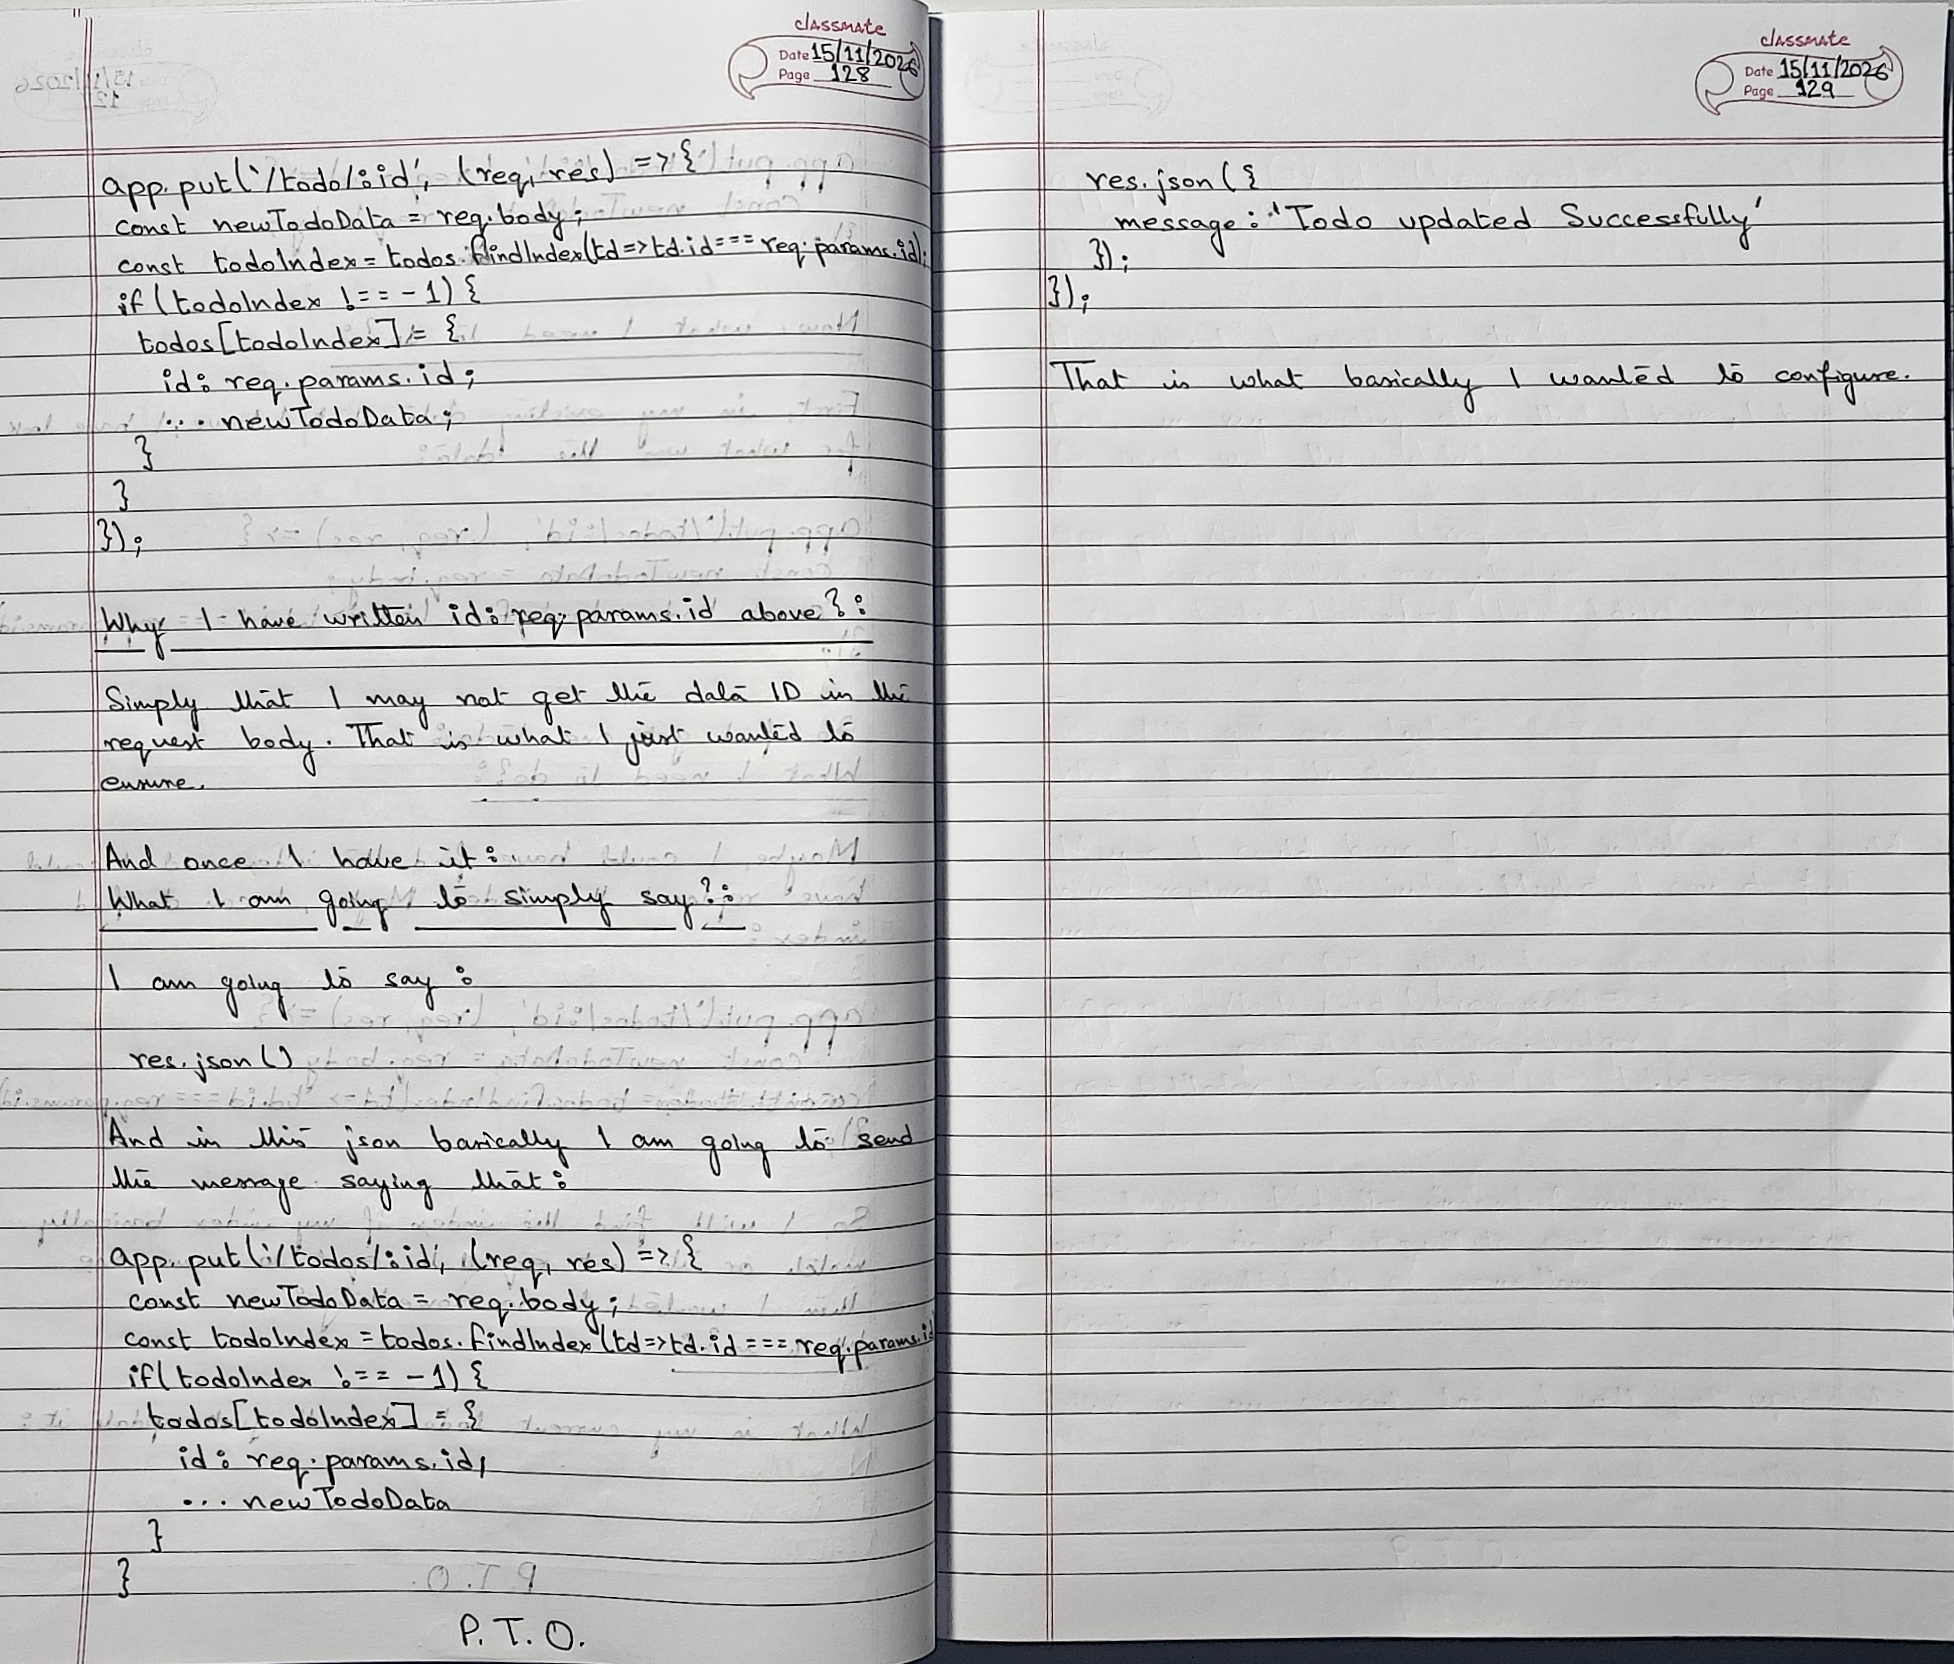 classmate
Date 15/11/2026
Page 128
app.put('/todo/:id', (req, res) => {
const newTodoData = req.body;
const todoIndex = todos.findIndex(td=>td.id === req.params.id);
if (todoIndex !== -1) {
todos[todoIndex] = {
id: req.params.id;
... newTodoData;
}
}
});
Why I have written id: req.params.id above?:
Simply that I may not get the data ID in the
request body. That is what I just wanted to
ensure.
And once I have it:
What I am going to simply say?:
I am going to say:
res.json()
And in this json basically I am going to send
the message saying that:
app.put('/todos/:id', (req, res) => {
const newTodoData = req.body;
const todoIndex = todos.findIndex(td=>td.id === req.params.id
if(todoIndex !== -1) {
todos[todoIndex] = {
id: req.params.id,
... newTodoData
}
}
P.T.O.
classmate
Date 15/11/2026
Page 129
res.json({
message: 'Todo updated Successfully'
});
});
That is what basically I wanted to configure.